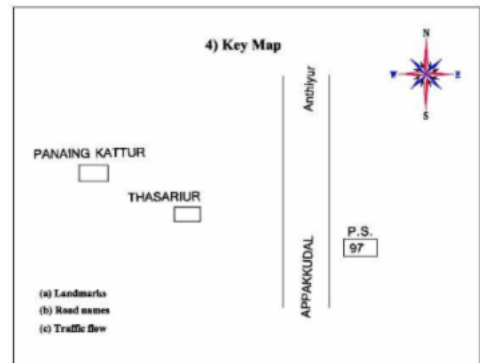 4) Key Map
N
W
E
S
Anthiyur
PANAING KATTUR
THASARIUR
P.S.
97
APPAKKUDAL
(a) Landmarks
(b) Road names
(c) Traffic flow